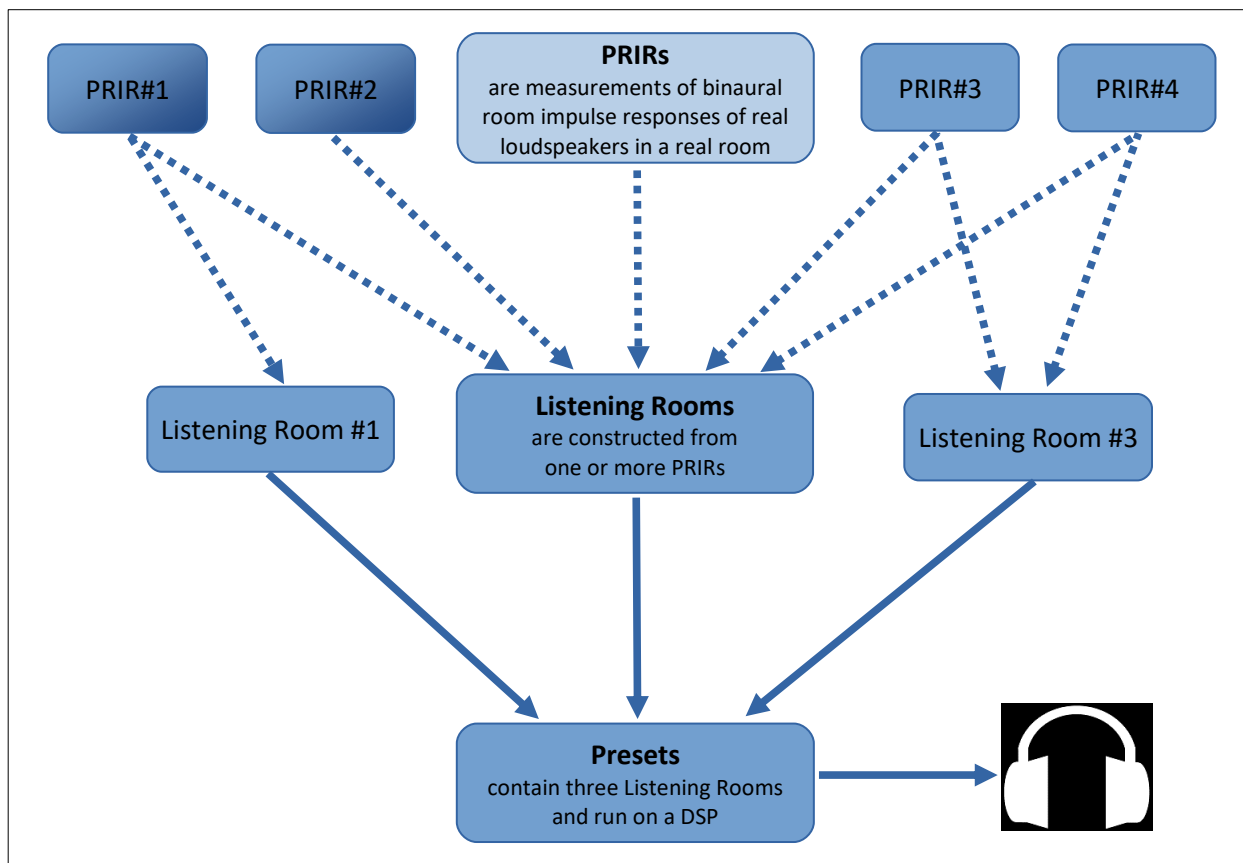 PRIR#1
PRIR#2
PRIRs
are measurements of binaural
room impulse responses of real
loudspeakers in a real room
PRIR#3
PRIR#4
Listening Room #1
Listening Rooms
are constructed from
one or more PRIRs
Listening Room #3
Presets
contain three Listening Rooms
and run on a DSP